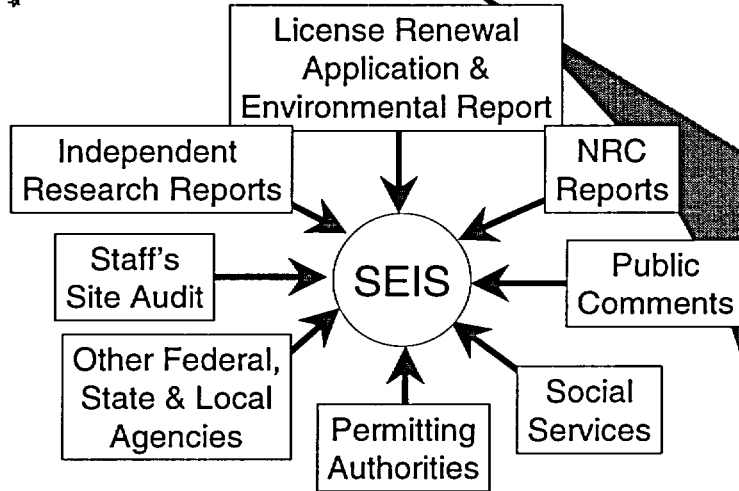 License Renewal
Application &
Environmental Report
Independent
Research Reports
NRC
Reports
Staff's
Site Audit
SEIS
Public
Comments
Other Federal,
State & Local
Agencies
Permitting
Authorities
Social
Services